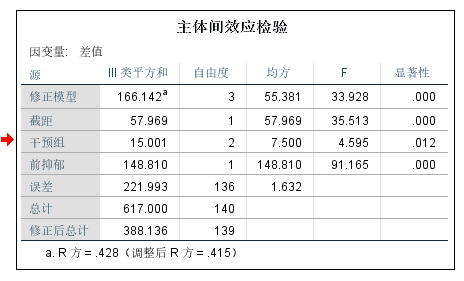 主体间效应检验
因变量: 差值
源 III 类平方和 自由度 均方 F 显著性
修正模型 166.142a 3 55.381 33.928 .000
截距 57.969 1 57.969 35.513 .000
干预组 15.001 2 7.500 4.595 .012
前抑郁 148.810 1 148.810 91.165 .000
误差 221.993 136 1.632
总计 617.000 140
修正后总计 388.136 139
a. R 方 = .428（调整后 R 方 = .415）